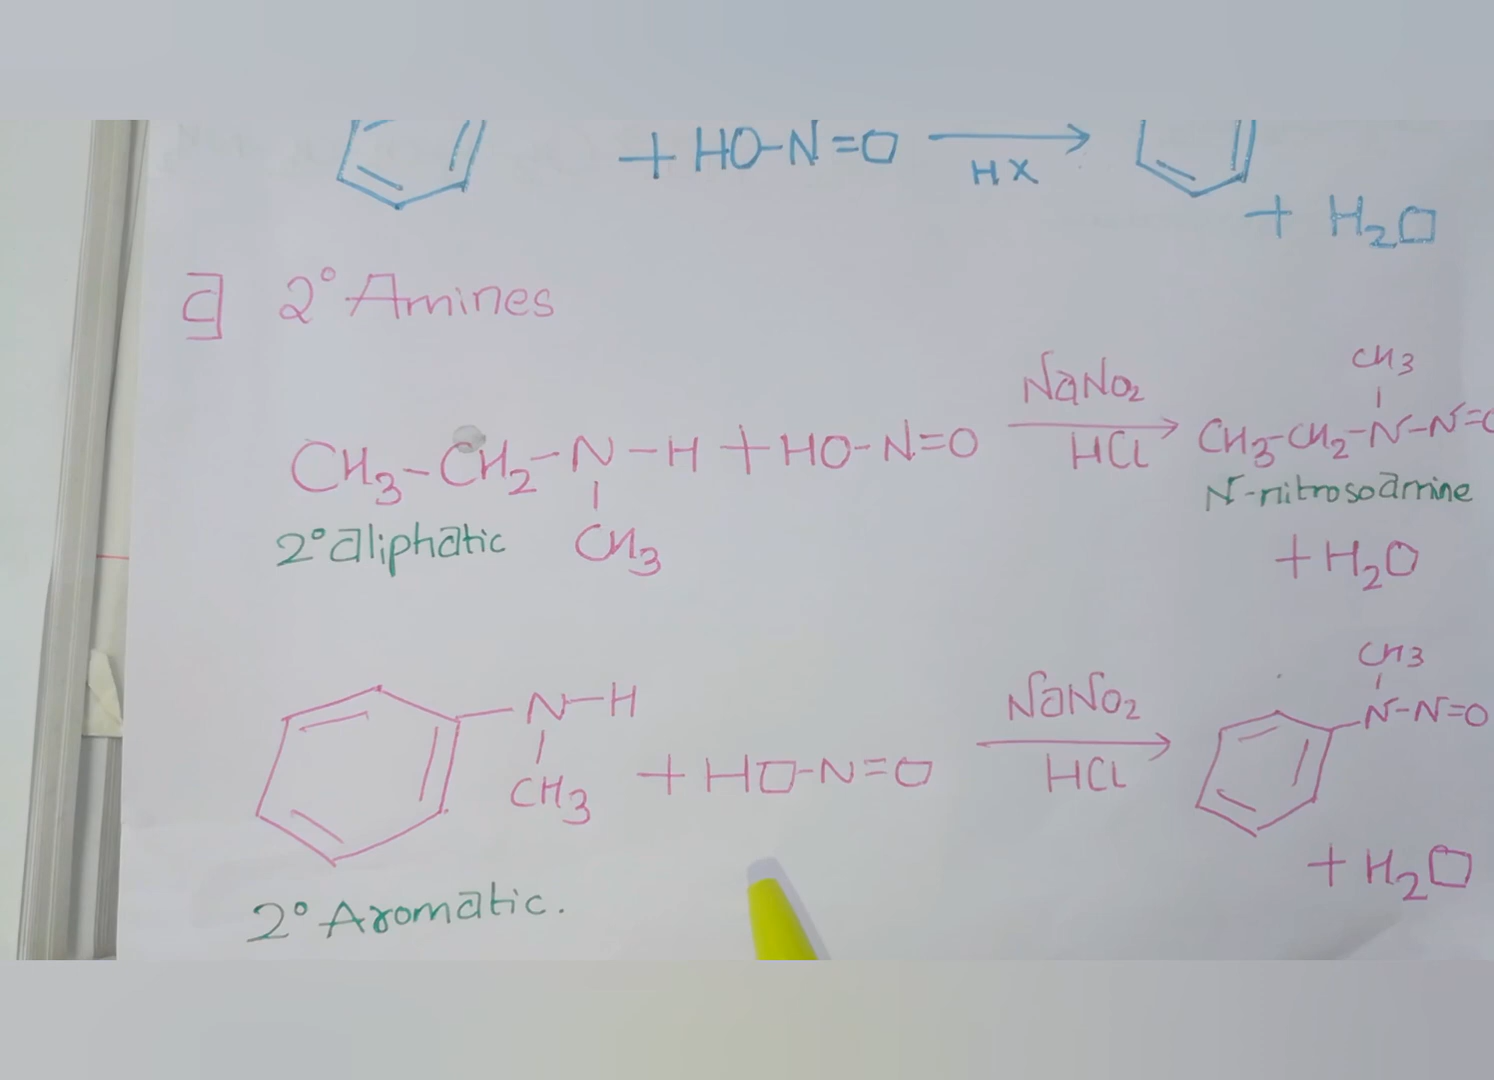 + HO-N=O HX
+ H₂O
c] 2° Amines
NaNO₂ CH₃
CH₃-CH₂-N-H + HO-N=O HCl CH₃-CH₂-N-N=O
CH₃
2° aliphatic
N-nitrosoamine
+ H₂O
CH₃
N-H NaNO₂ N-N=O
CH₃ + HO-N=O HCl
+ H₂O
2° Aromatic.